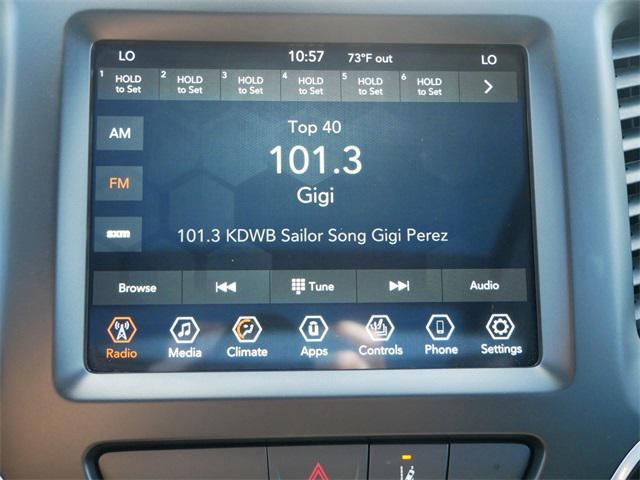 LO 10:57 73°F out LO
1 HOLD to Set 2 HOLD to Set 3 HOLD to Set 4 HOLD to Set 5 HOLD to Set 6 HOLD to Set
AM
Top 40
101.3
FM
Gigi
sxm
101.3 KDWB Sailor Song Gigi Perez
Browse Tune Audio
Radio Media Climate Apps Controls Phone Settings